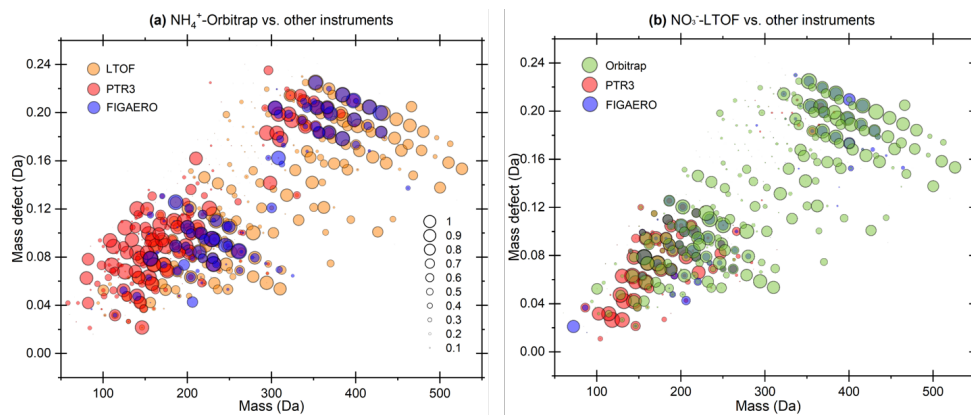 (a) NH₄⁺-Orbitrap vs. other instruments
0.24
0.20
0.16
0.12
0.08
0.04
0.00
Mass defect (Da)
LTOF
PTR3
FIGAERO
1
0.9
0.8
0.7
0.6
0.5
0.4
0.3
0.2
0.1
100
200
300
400
500
Mass (Da)
(b) NO₃⁻-LTOF vs. other instruments
0.24
0.20
0.16
0.12
0.08
0.04
0.00
Mass defect (Da)
Orbitrap
PTR3
FIGAERO
100
200
300
400
500
Mass (Da)